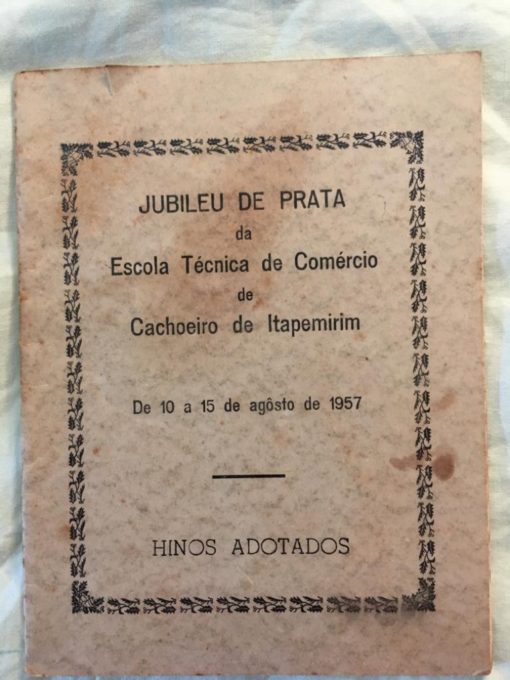 JUBILEU DE PRATA
da
Escola Técnica de Comércio
de
Cachoeiro de Itapemirim
De 10 a 15 de agôsto de 1957
HINOS ADOTADOS